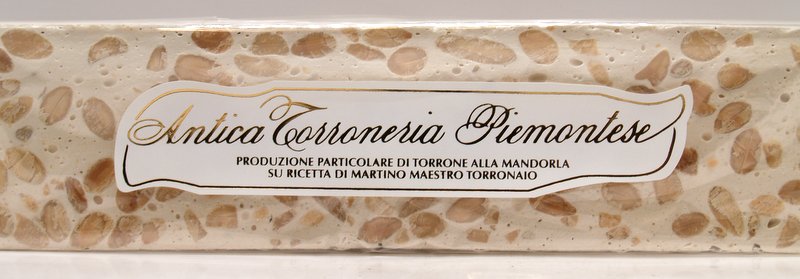 Antica Torroneria Piemontese
PRODUZIONE PARTICOLARE DI TORRONE ALLA MANDORLA
SU RICETTA DI MARTINO MAESTRO TORRONAIO